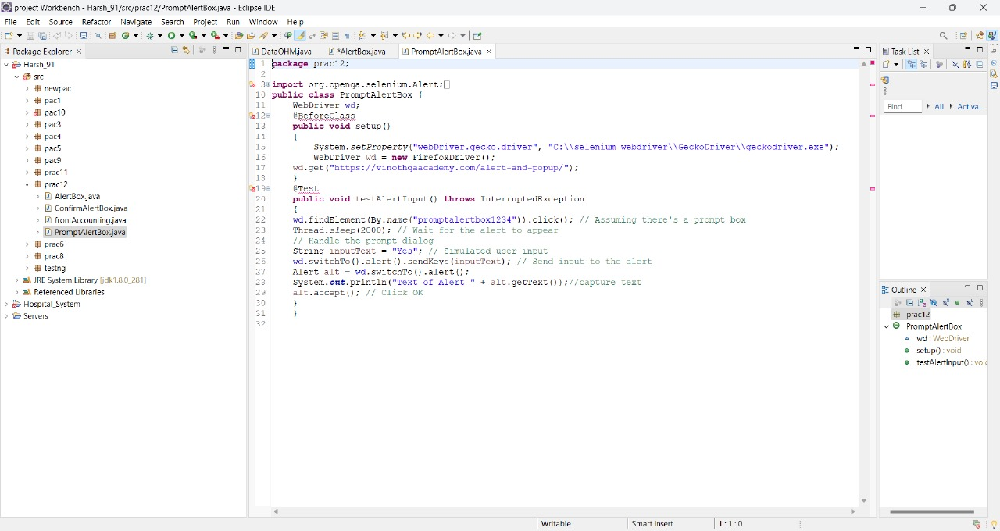 project Workbench - Harsh_91/src/prac12/PromptAlertBox.java - Eclipse IDE
File Edit Source Refactor Navigate Search Project Run Window Help
Package Explorer
Harsh_91
src
newpac
pac1
pac10
pac3
pac4
pac5
pac9
prac11
prac12
AlertBox.java
ConfirmAlertBox.java
frontAccounting.java
PromptAlertBox.java
prac6
prac8
testng
JRE System Library [jdk1.8.0_281]
Referenced Libraries
Hospital_System
Servers
DataOHM.java *AlertBox.java PromptAlertBox.java
1 package prac12;
2
3 import org.openqa.selenium.Alert;
10 public class PromptAlertBox {
11 WebDriver wd;
12 @BeforeClass
13 public void setup()
14 {
15 System.setProperty("webDriver.gecko.driver", "C:\\selenium webdriver\\GeckoDriver\\geckodriver.exe");
16 WebDriver wd = new FirefoxDriver();
17 wd.get("https://vinothqaacademy.com/alert-and-popup/");
18 }
19 @Test
20 public void testAlertInput() throws InterruptedException
21 {
22 wd.findElement(By.name("promptalertbox1234")).click(); // Assuming there's a prompt box
23 Thread.sleep(2000); // Wait for the alert to appear
24 // Handle the prompt dialog
25 String inputText = "Yes"; // Simulated user input
26 wd.switchTo().alert().sendKeys(inputText); // Send input to the alert
27 Alert alt = wd.switchTo().alert();
28 System.out.println("Text of Alert " + alt.getText());//capture text
29 alt.accept(); // Click OK
30 }
31 }
32
Task List
Find All Activa...
Outline
prac12
PromptAlertBox
wd : WebDriver
setup() : void
testAlertInput() : voic
Writable Smart Insert 1 : 1 : 0